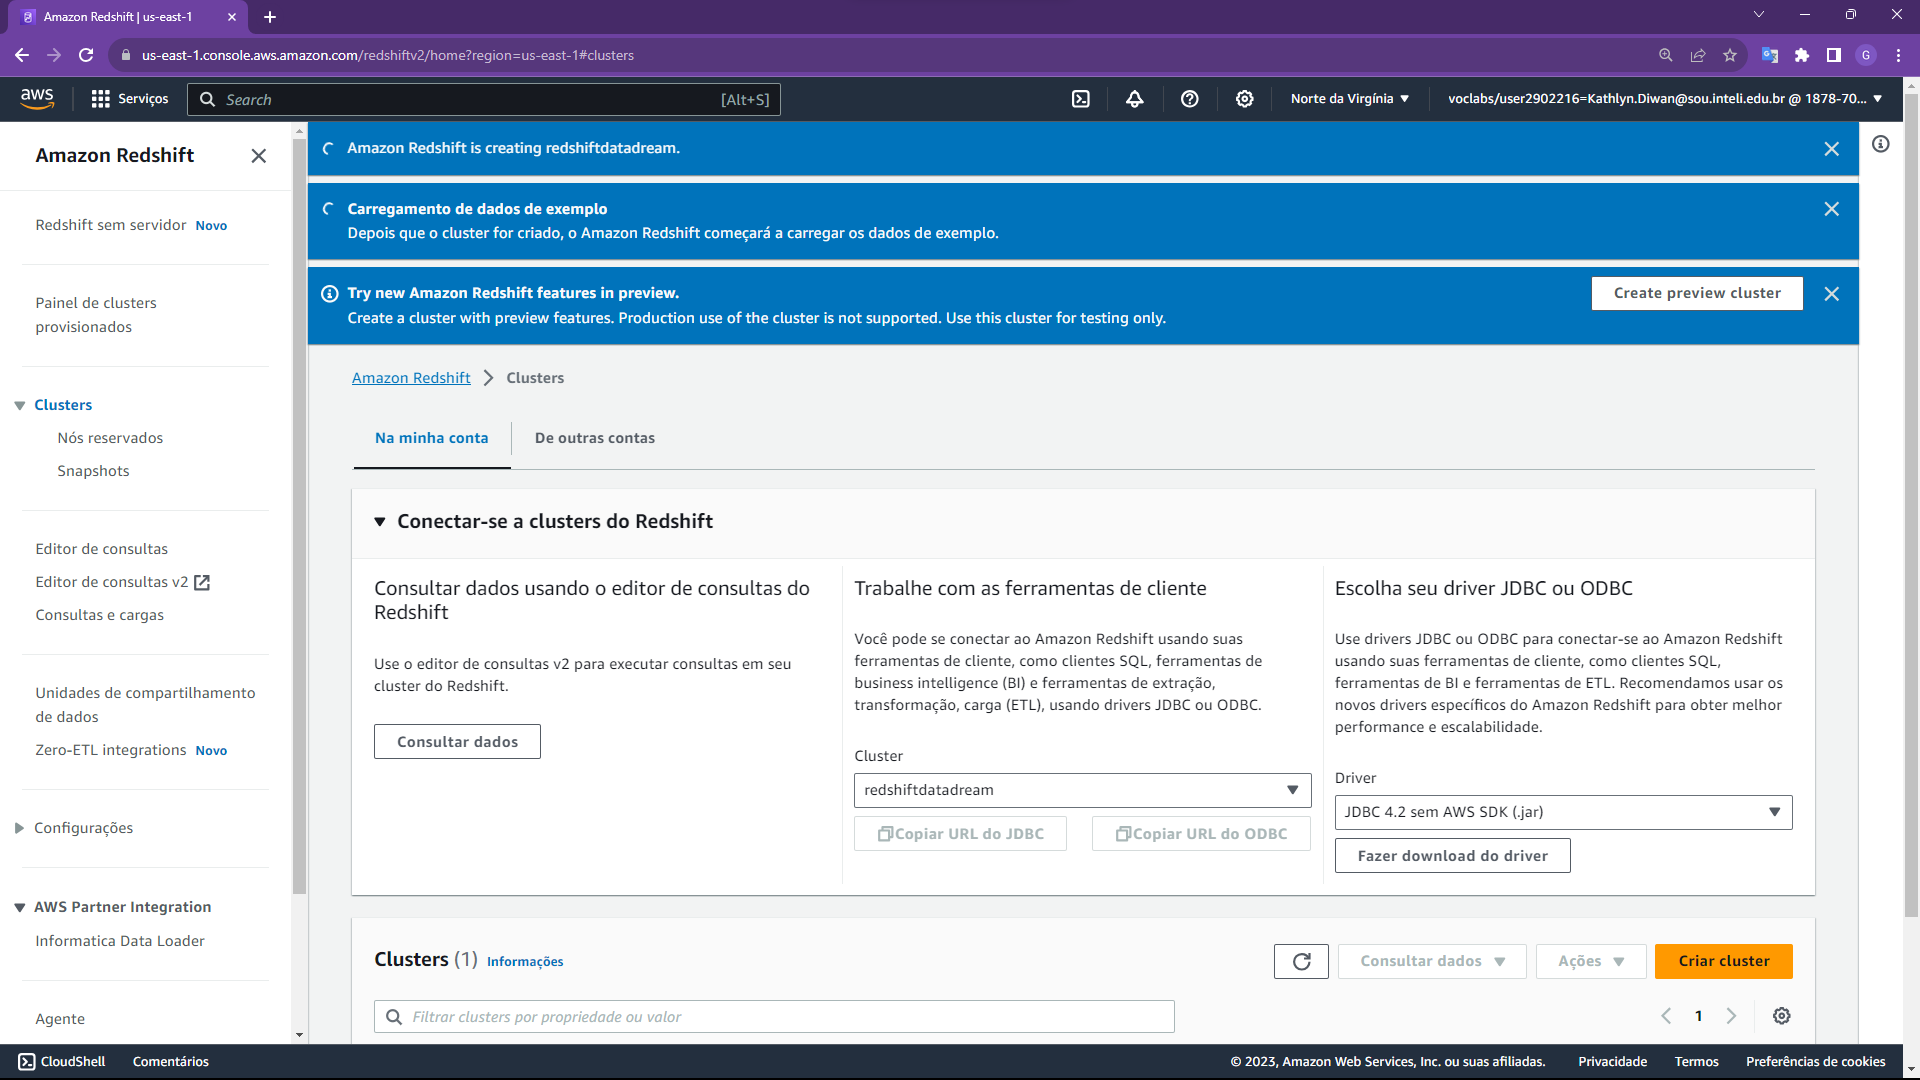 Amazon Redshift | us-east-1
us-east-1.console.aws.amazon.com/redshiftv2/home?region=us-east-1#clusters
G
aws
Serviços
Search
[Alt+S]
Norte da Virgínia
voclabs/user2902216=Kathlyn.Diwan@sou.inteli.edu.br @ 1878-70...
Amazon Redshift
Redshift sem servidor Novo
Painel de clusters
provisionados
Clusters
Nós reservados
Snapshots
Editor de consultas
Editor de consultas v2
Consultas e cargas
Unidades de compartilhamento
de dados
Zero-ETL integrations Novo
Configurações
AWS Partner Integration
Informatica Data Loader
Agente
Amazon Redshift is creating redshiftdatadream.
Carregamento de dados de exemplo
Depois que o cluster for criado, o Amazon Redshift começará a carregar os dados de exemplo.
Try new Amazon Redshift features in preview.
Create a cluster with preview features. Production use of the cluster is not supported. Use this cluster for testing only.
Create preview cluster
Amazon Redshift
Clusters
Na minha conta
De outras contas
Conectar-se a clusters do Redshift
Consultar dados usando o editor de consultas do
Redshift
Use o editor de consultas v2 para executar consultas em seu
cluster do Redshift.
Consultar dados
Trabalhe com as ferramentas de cliente
Você pode se conectar ao Amazon Redshift usando suas
ferramentas de cliente, como clientes SQL, ferramentas de
business intelligence (BI) e ferramentas de extração,
transformação, carga (ETL), usando drivers JDBC ou ODBC.
Cluster
redshiftdatadream
Copiar URL do JDBC
Copiar URL do ODBC
Escolha seu driver JDBC ou ODBC
Use drivers JDBC ou ODBC para conectar-se ao Amazon Redshift
usando suas ferramentas de cliente, como clientes SQL,
ferramentas de BI e ferramentas de ETL. Recomendamos usar os
novos drivers específicos do Amazon Redshift para obter melhor
performance e escalabilidade.
Driver
JDBC 4.2 sem AWS SDK (.jar)
Fazer download do driver
Clusters (1) Informações
Consultar dados
Ações
Criar cluster
Filtrar clusters por propriedade ou valor
1
CloudShell
Comentários
© 2023, Amazon Web Services, Inc. ou suas afiliadas.
Privacidade
Termos
Preferências de cookies